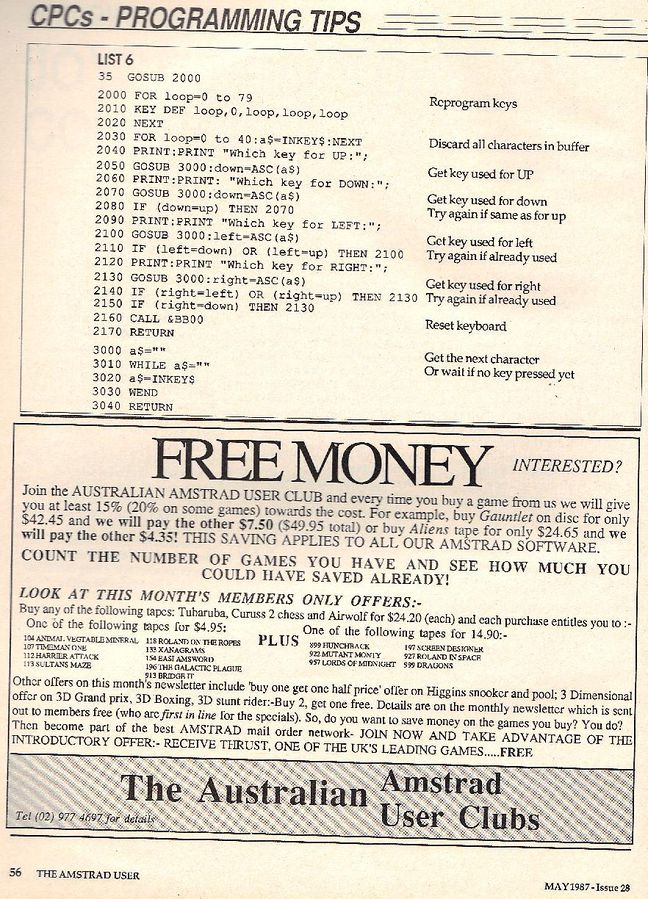 CPCs - PROGRAMMING TIPS
LIST 6
35 GOSUB 2000
2000 FOR loop=0 to 79
2010 KEY DEF loop,0,loop,loop,loop Reprogram keys
2020 NEXT
2030 FOR loop=0 to 40:a$=INKEY$:NEXT Discard all characters in buffer
2040 PRINT:PRINT "Which key for UP:";
2050 GOSUB 3000:down=ASC(a$) Get key used for UP
2060 PRINT:PRINT: "Which key for DOWN:";
2070 GOSUB 3000:down=ASC(a$) Get key used for down
2080 IF (down=up) THEN 2070 Try again if same as for up
2090 PRINT:PRINT "Which key for LEFT:";
2100 GOSUB 3000:left=ASC(a$) Get key used for left
2110 IF (left=down) OR (left=up) THEN 2100 Try again if already used
2120 PRINT:PRINT "Which key for RIGHT:";
2130 GOSUB 3000:right=ASC(a$) Get key used for right
2140 IF (right=left) OR (right=up) THEN 2130 Try again if already used
2150 IF (right=down) THEN 2130
2160 CALL &BB00 Reset keyboard
2170 RETURN
3000 a$="" Get the next character
3010 WHILE a$="" Or wait if no key pressed yet
3020 a$=INKEY$
3030 WEND
3040 RETURN
FREE MONEY INTERESTED?
Join the AUSTRALIAN AMSTRAD USER CLUB and every time you buy a game from us we will give
you at least 15% (20% on some games) towards the cost. For example, buy Gauntlet on disc for only
$42.45 and we will pay the other $7.50 ($49.95 total) or buy Aliens tape for only $24.65 and we
will pay the other $4.35! THIS SAVING APPLIES TO ALL OUR AMSTRAD SOFTWARE.
COUNT THE NUMBER OF GAMES YOU HAVE AND SEE HOW MUCH YOU
COULD HAVE SAVED ALREADY!
LOOK AT THIS MONTH'S MEMBERS ONLY OFFERS:-
Buy any of the following tapes: Tubaruba, Curuss 2 chess and Airwolf for $24.20 (each) and each purchase entitles you to :-
One of the following tapes for $4.95:
104 ANIMAL VEGTABLE MINERAL 118 ROLAND ON THE ROPES
107 TIMEMAN ONE 133 XANAGRAMS
112 HARRIER ATTACK 154 EASI AMSWORD
113 SULTANS MAZE 196 THE GALACTIC PLAGUE
913 BRIDGE IT
PLUS
One of the following tapes for 14.90:-
899 HUNCHBACK 197 SCREEN DESIGNER
922 MUTANT MONTY 927 ROLAND IN SPACE
957 LORDS OF MIDNIGHT 999 DRAGONS
Other offers on this month's newsletter include 'buy one get one half price' offer on Higgins snooker and pool; 3 Dimensional
offer on 3D Grand prix, 3D Boxing, 3D stunt rider:-Buy 2, get one free. Details are on the monthly newsletter which is sent
out to members free (who are first in line for the specials). So, do you want to save money on the games you buy? You do?
Then become part of the best AMSTRAD mail order network- JOIN NOW AND TAKE ADVANTAGE OF THE
INTRODUCTORY OFFER:- RECEIVE THRUST, ONE OF THE UK'S LEADING GAMES.....FREE
The Australian Amstrad
User Clubs
Tel (02) 977 4697 for details
56 THE AMSTRAD USER
MAY 1987 - Issue 28